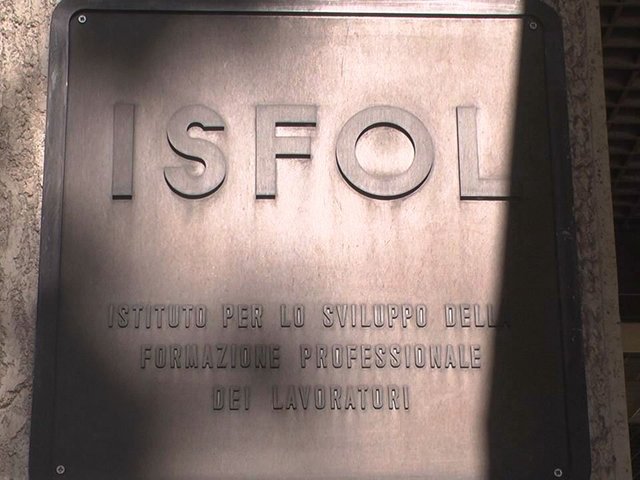 ISFOL
ISTITUTO PER LO SVILUPPO DELLA
FORMAZIONE PROFESSIONALE
DEI LAVORATORI